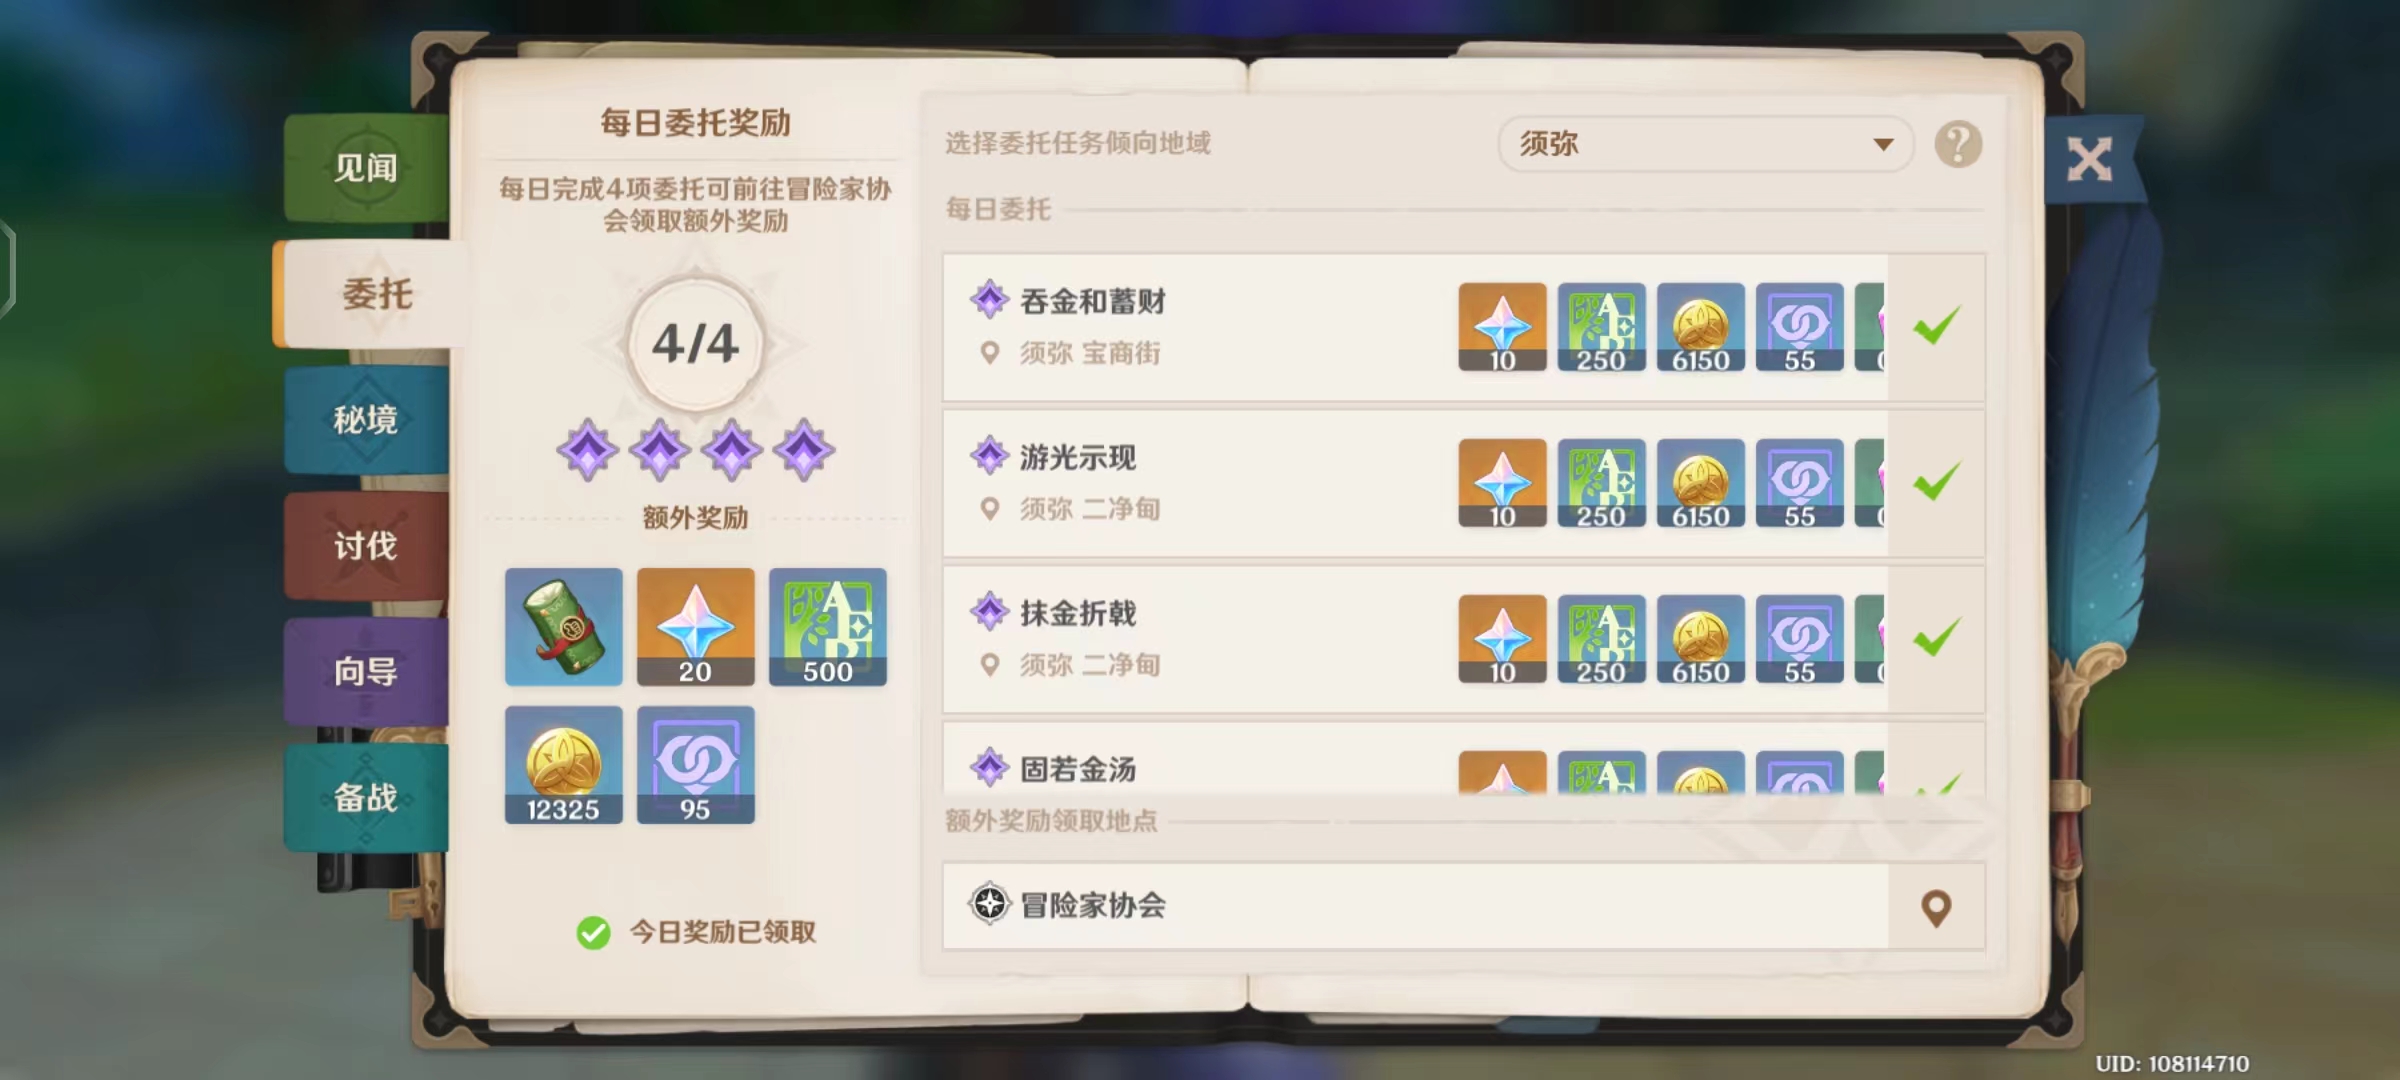 见闻
委托
秘境
讨伐
向导
备战
每日委托奖励
每日完成4项委托可前往冒险家协
会领取额外奖励
4/4
额外奖励
20
500
12325
95
今日奖励已领取
选择委托任务倾向地域
须弥
?
每日委托
吞金和蓄财
须弥 宝商街
10
250
6150
55
游光示现
须弥 二净甸
10
250
6150
55
抹金折戟
须弥 二净甸
10
250
6150
55
固若金汤
额外奖励领取地点
冒险家协会
UID: 108114710